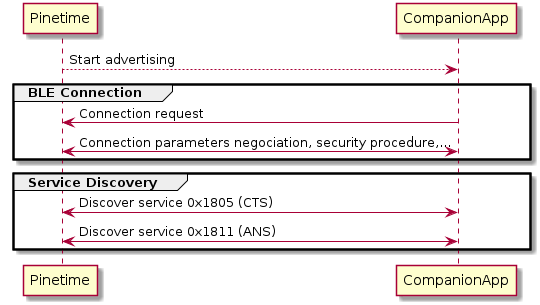 Pinetime CompanionApp
Start advertising
BLE Connection
Connection request
Connection parameters negociation, security procedure,...
Service Discovery
Discover service 0x1805 (CTS)
Discover service 0x1811 (ANS)
Pinetime CompanionApp